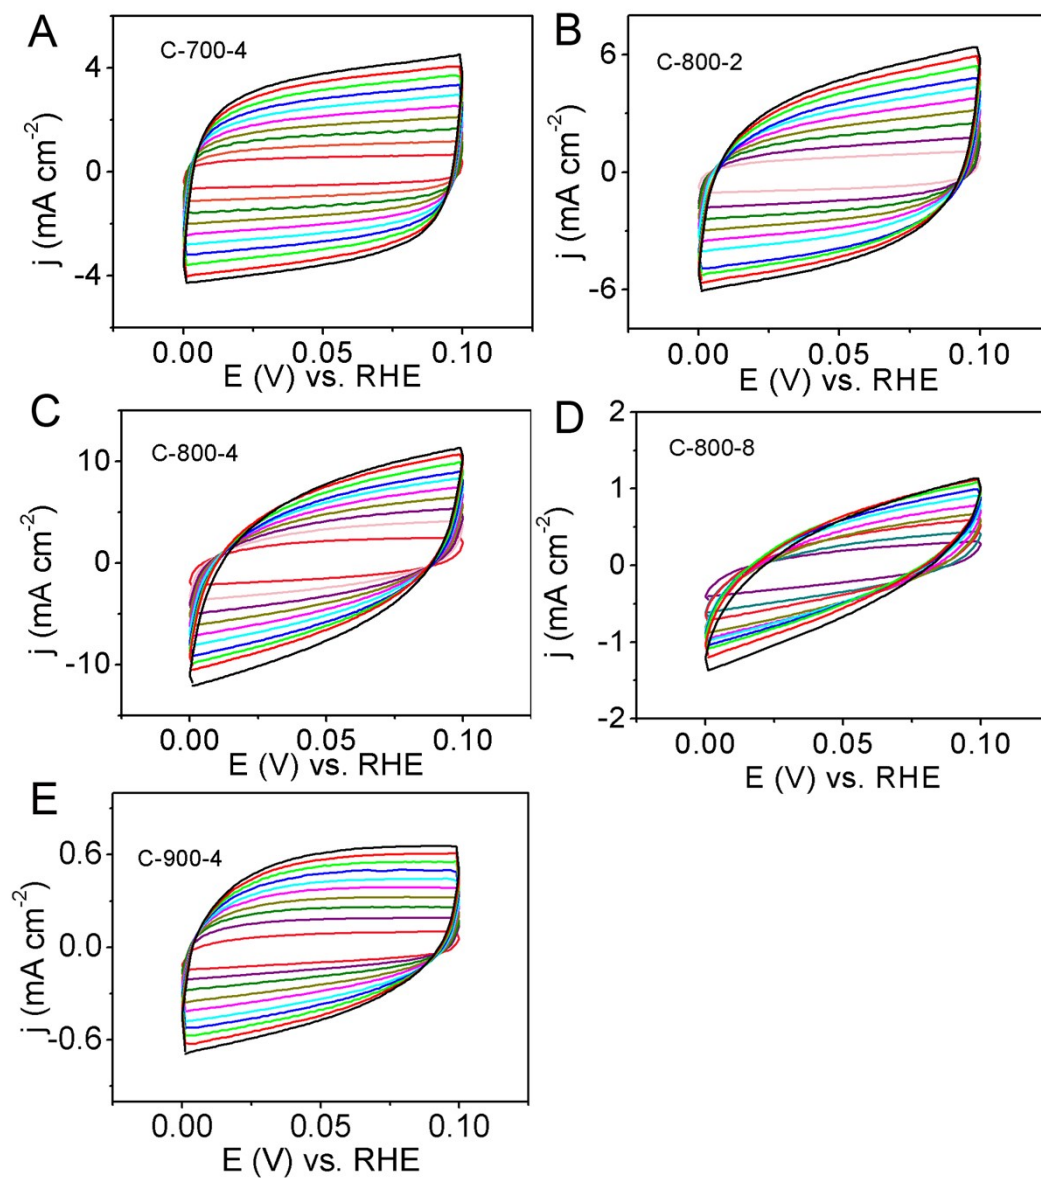 A
C-700-4
4
0
-4
j (mA cm⁻²)
0.00 0.05 0.10
E (V) vs. RHE
B
C-800-2
6
0
-6
j (mA cm⁻²)
0.00 0.05 0.10
E (V) vs. RHE
C
C-800-4
10
0
-10
j (mA cm⁻²)
0.00 0.05 0.10
E (V) vs. RHE
D
C-800-8
2
1
0
-1
-2
j (mA cm⁻²)
0.00 0.05 0.10
E (V) vs. RHE
E
C-900-4
0.6
0.0
-0.6
j (mA cm⁻²)
0.00 0.05 0.10
E (V) vs. RHE